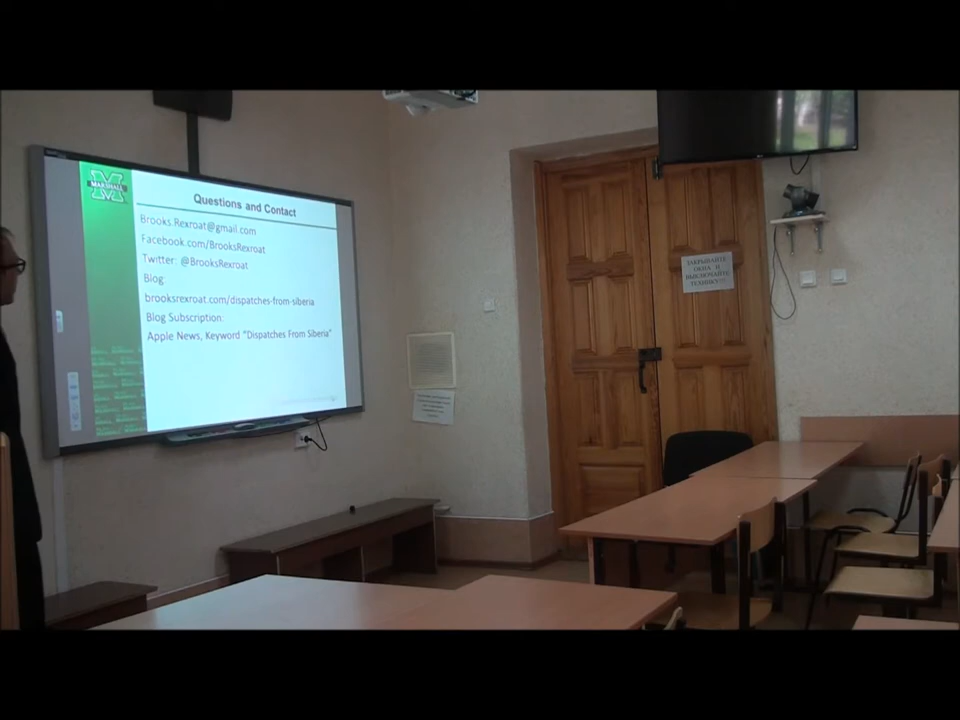 MARSHALL
Questions and Contact
Brooks.Rexroat@gmail.com
Facebook.com/BrooksRexroat
Twitter: @BrooksRexroat
Blog:
brooksrexroat.com/dispatches-from-siberia
Blog Subscription:
Apple News, Keyword "Dispatches From Siberia"
ЗАКРЫВАЙТЕ
ОКНА И
ВЫКЛЮЧАЙТЕ
ТЕХНИКУ!!!